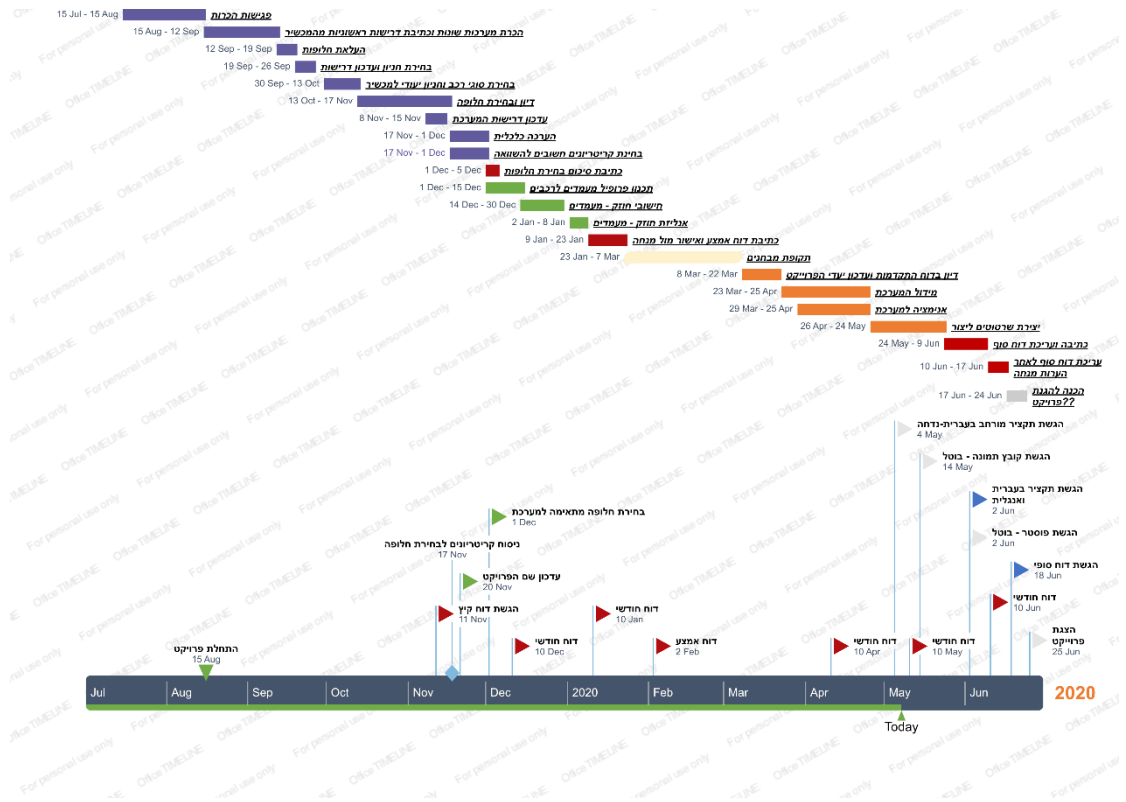 15 Jul - 15 Aug פגישות הכרות
15 Aug - 12 Sep הכרת מערכות שונות וכתיבת דרישות ראשוניות מהמכשיר
12 Sep - 19 Sep העלאת חלופות
19 Sep - 26 Sep בחירת חניון ועדכון דרישות
30 Sep - 13 Oct בחירת סוגי רכב וחניון יעודי למכשיר
13 Oct - 17 Nov דיון ובחירת חלופה
8 Nov - 15 Nov עדכון דרישות המערכת
17 Nov - 1 Dec הערכה כלכלית
17 Nov - 1 Dec בחינת קריטריונים חשובים להשוואה
1 Dec - 5 Dec כתיבת סיכום בחירת חלופות
1 Dec - 15 Dec תכנון פרופיל מעמדים לרכבים
14 Dec - 30 Dec חישובי חוזק - מעמדים
2 Jan - 8 Jan אנליזת חוזק - מעמדים
9 Jan - 23 Jan כתיבת דוח אמצע ואישור מול מנחה
23 Jan - 7 Mar תקופת מבחנים
8 Mar - 22 Mar דיון בדוח התקדמות ועדכון יעדי הפרוייקט
23 Mar - 25 Apr מידול המערכת
29 Mar - 25 Apr אנימציה למערכת
26 Apr - 24 May יצירת שרטוטים ליצור
24 May - 9 Jun כתיבה ועריכת דוח סוף
10 Jun - 17 Jun עריכת דוח סוף לאחר
הערות מנחה
17 Jun - 24 Jun הכנה להגנת
פרויקט??
הגשת תקציר מורחב בעברית-נדחה
4 May
הגשת קובץ תמונה - בוטל
14 May
הגשת תקציר בעברית
ואנגלית
2 Jun
בחירת חלופה מתאימה למערכת
1 Dec
הגשת פוסטר - בוטל
2 Jun
ניסוח קריטריונים לבחירת חלופה
17 Nov
הגשת דוח סופי
18 Jun
עדכון שם הפרויקט
20 Nov
דוח חודשי
10 Jun
הגשת דוח קיץ
11 Nov
דוח חודשי
10 Jan
הצגת
פרוייקט
25 Jun
דוח חודשי
10 Dec
דוח אמצע
2 Feb
דוח חודשי
10 Apr
דוח חודשי
10 May
התחלת פרויקט
15 Aug
Jul Aug Sep Oct Nov Dec 2020 Feb Mar Apr May Jun 2020
Today